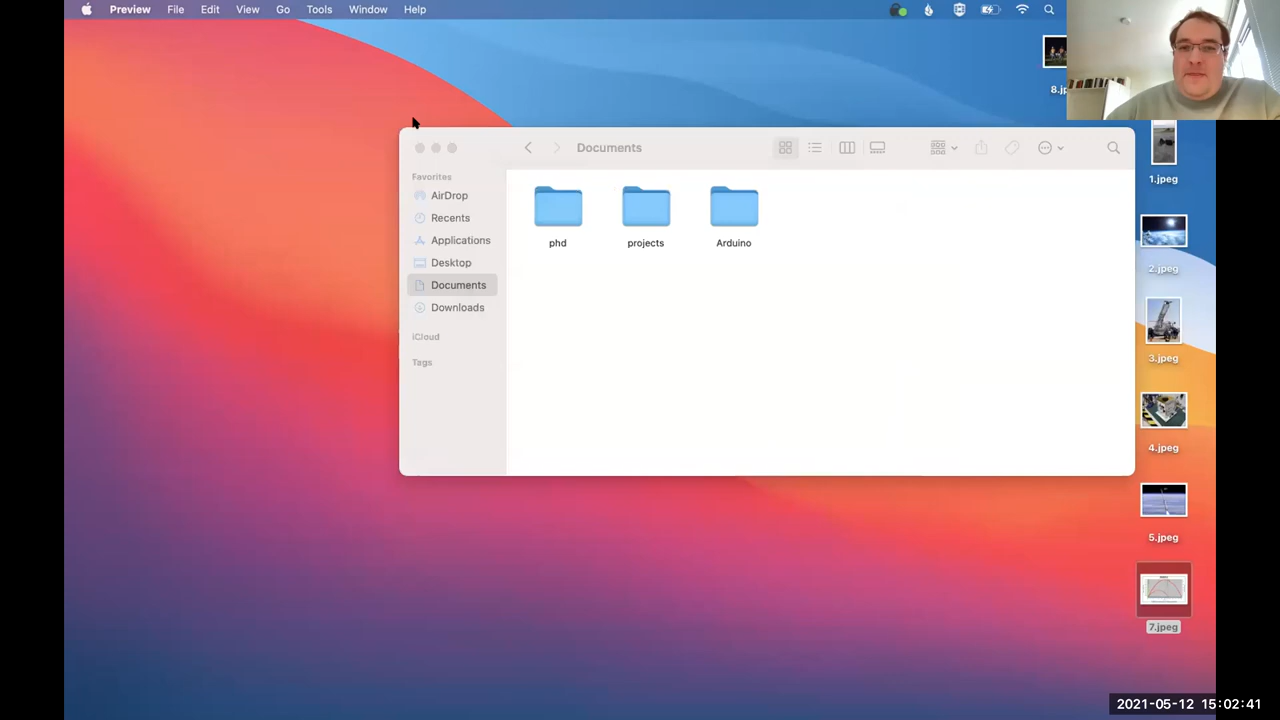 Preview File Edit View Go Tools Window Help
8.j
Documents
Favorites
AirDrop
Recents
Applications
Desktop
Documents
Downloads
iCloud
Tags
phd projects Arduino
1.jpeg
2.jpeg
3.jpeg
4.jpeg
5.jpeg
7.jpeg
2021-05-12 15:02:41